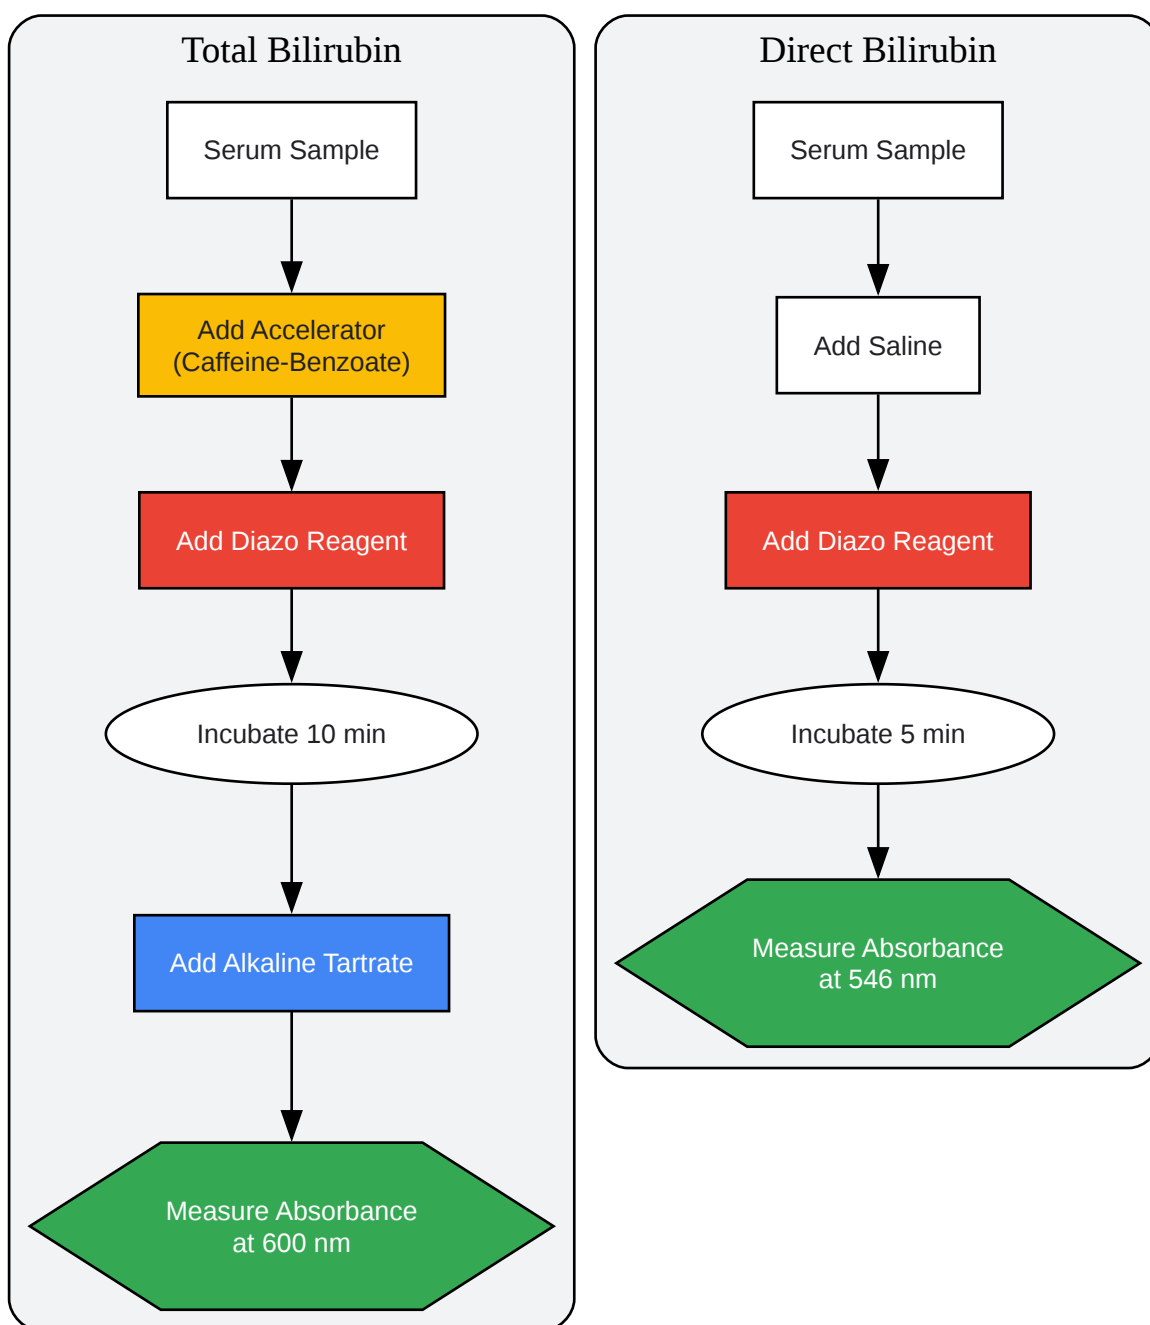 Total Bilirubin
Serum Sample
Add Accelerator
(Caffeine-Benzoate)
Add Diazo Reagent
Incubate 10 min
Add Alkaline Tartrate
Measure Absorbance
at 600 nm
Direct Bilirubin
Serum Sample
Add Saline
Add Diazo Reagent
Incubate 5 min
Measure Absorbance
at 546 nm